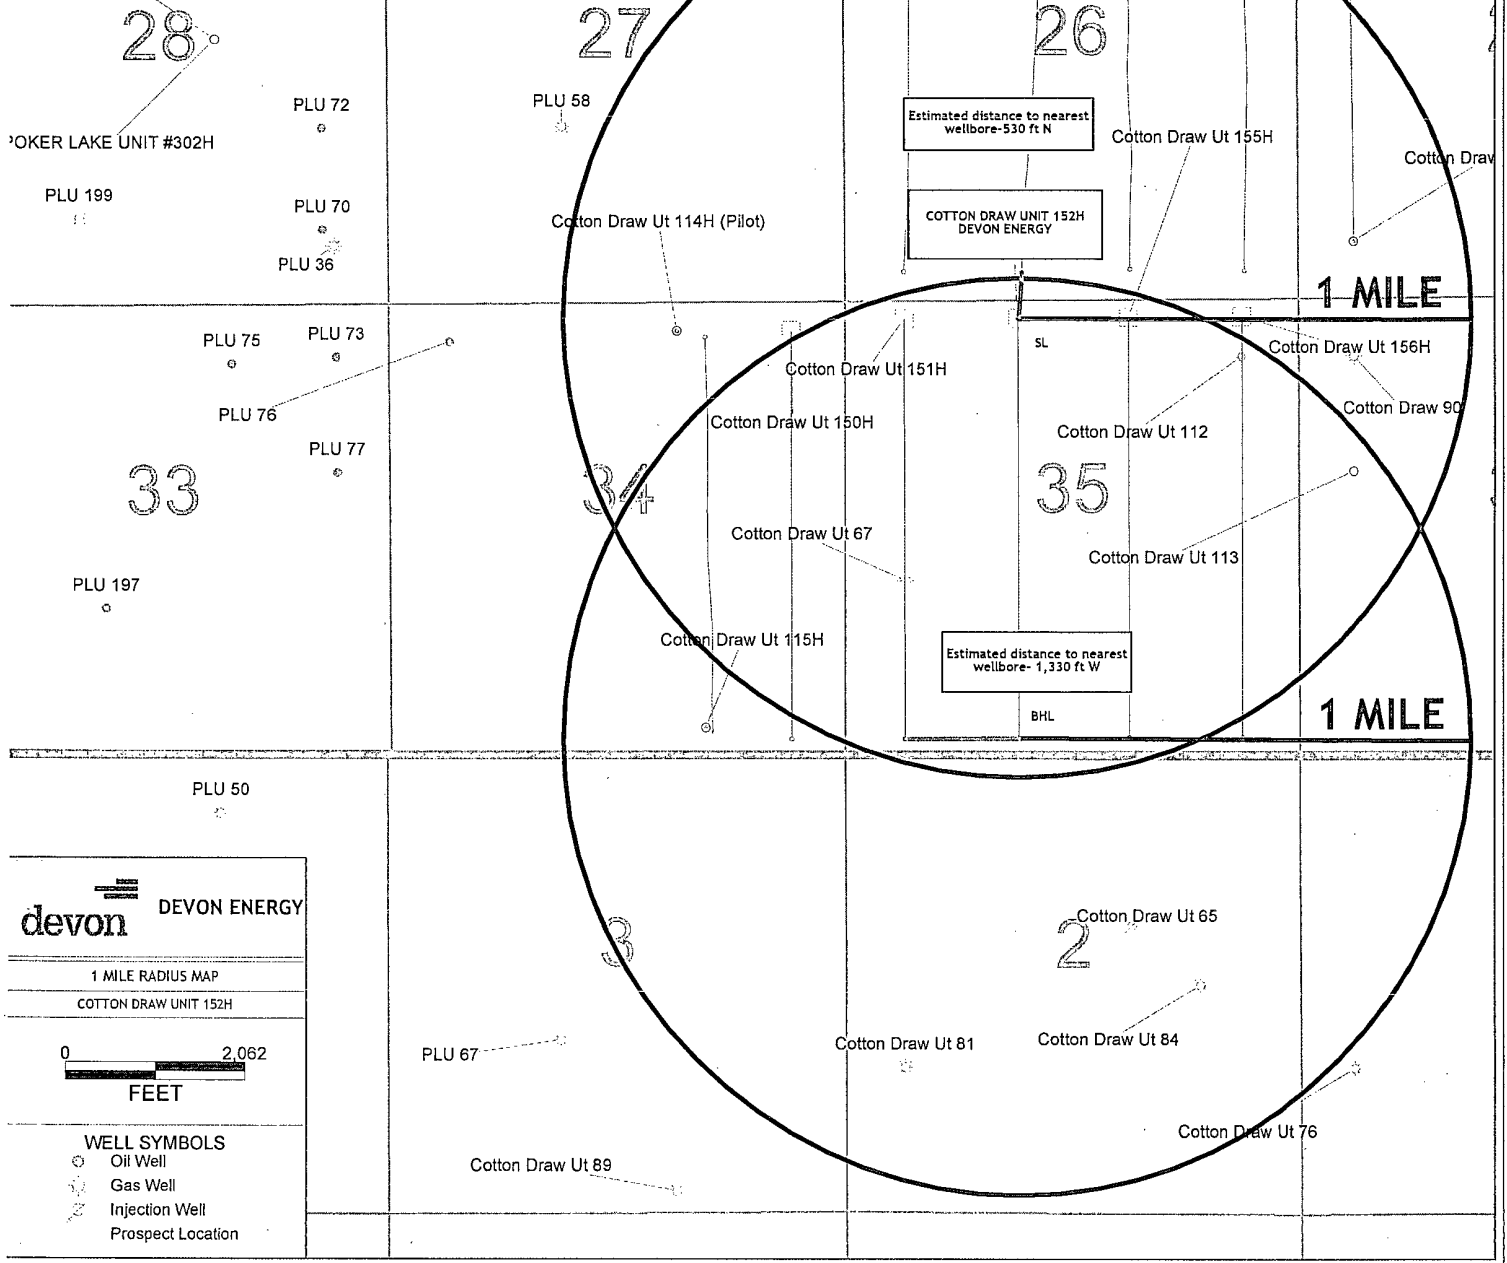 28
27
26
PLU 72
PLU 58
Estimated distance to nearest
wellbore-530 ft N
POKER LAKE UNIT #302H
Cotton Draw Ut 155H
Cotton Draw
PLU 199
PLU 70
Cotton Draw Ut 114H (Pilot)
COTTON DRAW UNIT 152H
DEVON ENERGY
PLU 36
1 MILE
PLU 75
PLU 73
SL
Cotton Draw Ut 156H
Cotton Draw Ut 151H
PLU 76
Cotton Draw 90
Cotton Draw Ut 150H
Cotton Draw Ut 112
PLU 77
33
34
35
Cotton Draw Ut 67
Cotton Draw Ut 113
PLU 197
Cotton Draw Ut 115H
Estimated distance to nearest
wellbore- 1,330 ft W
BHL
1 MILE
PLU 50
devon
DEVON ENERGY
3
2
Cotton Draw Ut 65
1 MILE RADIUS MAP
COTTON DRAW UNIT 152H
PLU 67
Cotton Draw Ut 81
Cotton Draw Ut 84
0 2,062
FEET
Cotton Draw Ut 76
WELL SYMBOLS
Oil Well
Gas Well
Injection Well
Prospect Location
Cotton Draw Ut 89